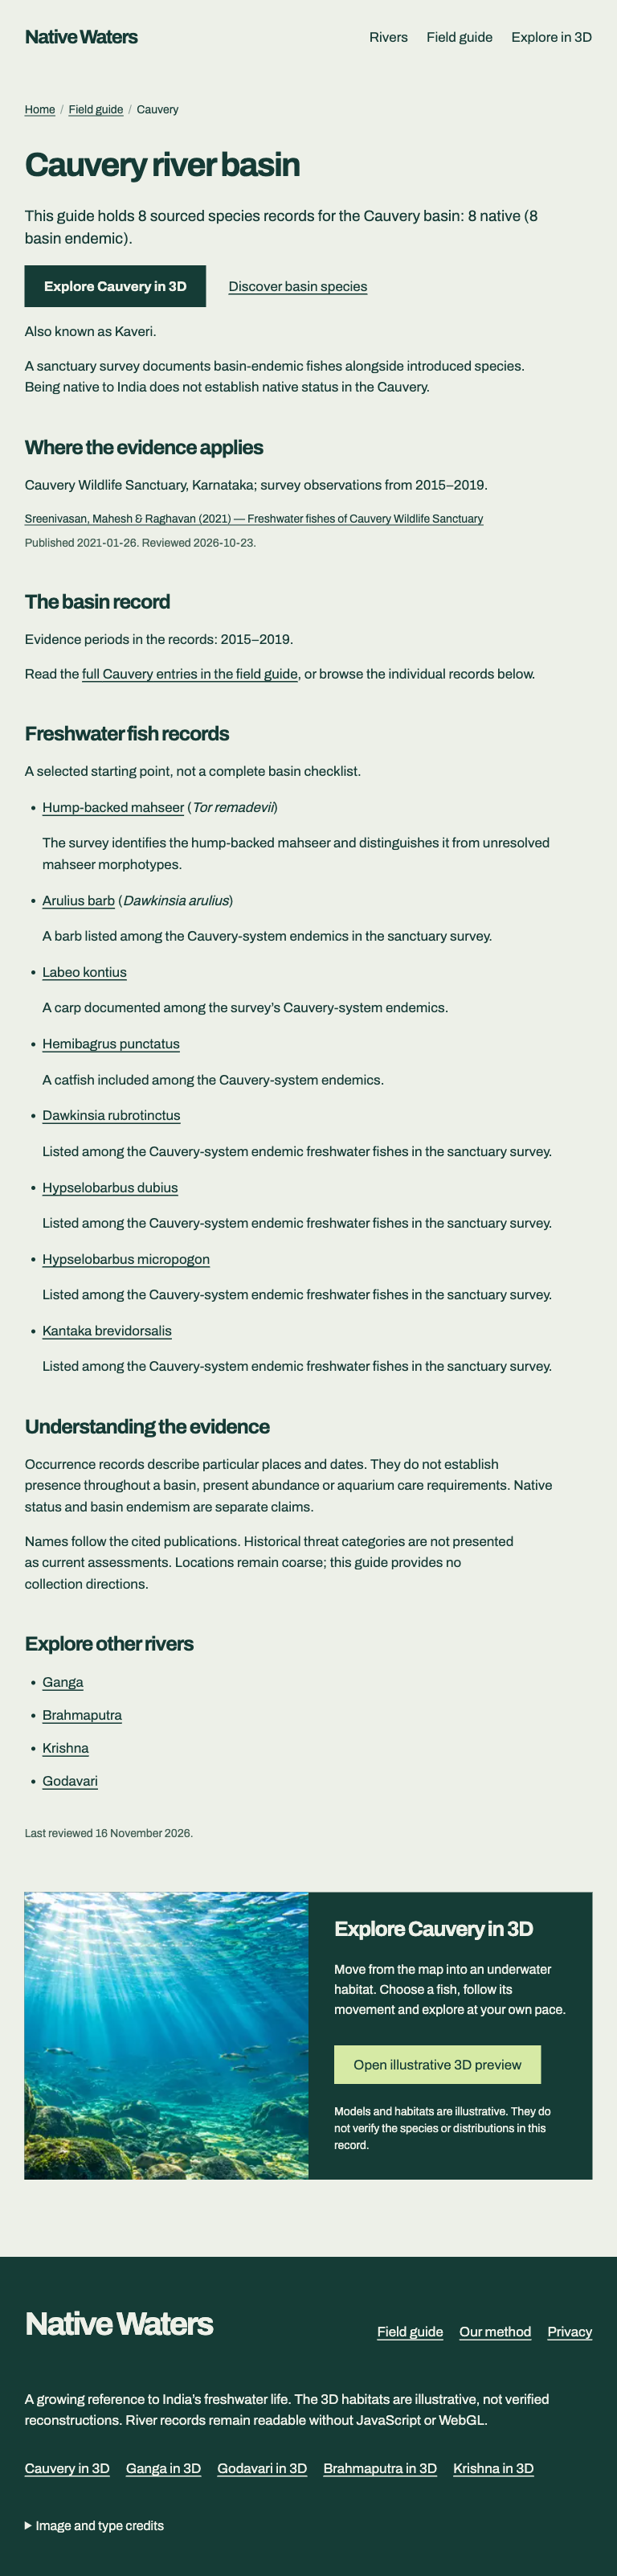 Native Waters
Rivers Field guide Explore in 3D
Home / Field guide / Cauvery
Cauvery river basin
This guide holds 8 sourced species records for the Cauvery basin: 8 native (8
basin endemic).
Explore Cauvery in 3D Discover basin species
Also known as Kaveri.
A sanctuary survey documents basin-endemic fishes alongside introduced species.
Being native to India does not establish native status in the Cauvery.
Where the evidence applies
Cauvery Wildlife Sanctuary, Karnataka; survey observations from 2015–2019.
Sreenivasan, Mahesh & Raghavan (2021) — Freshwater fishes of Cauvery Wildlife Sanctuary
Published 2021-01-26. Reviewed 2026-10-23.
The basin record
Evidence periods in the records: 2015–2019.
Read the full Cauvery entries in the field guide, or browse the individual records below.
Freshwater fish records
A selected starting point, not a complete basin checklist.
• Hump-backed mahseer (Tor remadevii)
The survey identifies the hump-backed mahseer and distinguishes it from unresolved
mahseer morphotypes.
• Arulius barb (Dawkinsia arulius)
A barb listed among the Cauvery-system endemics in the sanctuary survey.
• Labeo kontius
A carp documented among the survey’s Cauvery-system endemics.
• Hemibagrus punctatus
A catfish included among the Cauvery-system endemics.
• Dawkinsia rubrotinctus
Listed among the Cauvery-system endemic freshwater fishes in the sanctuary survey.
• Hypselobarbus dubius
Listed among the Cauvery-system endemic freshwater fishes in the sanctuary survey.
• Hypselobarbus micropogon
Listed among the Cauvery-system endemic freshwater fishes in the sanctuary survey.
• Kantaka brevidorsalis
Listed among the Cauvery-system endemic freshwater fishes in the sanctuary survey.
Understanding the evidence
Occurrence records describe particular places and dates. They do not establish
presence throughout a basin, present abundance or aquarium care requirements. Native
status and basin endemism are separate claims.
Names follow the cited publications. Historical threat categories are not presented
as current assessments. Locations remain coarse; this guide provides no
collection directions.
Explore other rivers
• Ganga
• Brahmaputra
• Krishna
• Godavari
Last reviewed 16 November 2026.
Explore Cauvery in 3D
Move from the map into an underwater
habitat. Choose a fish, follow its
movement and explore at your own pace.
Open illustrative 3D preview
Models and habitats are illustrative. They do
not verify the species or distributions in this
record.
Native Waters
Field guide Our method Privacy
A growing reference to India’s freshwater life. The 3D habitats are illustrative, not verified
reconstructions. River records remain readable without JavaScript or WebGL.
Cauvery in 3D Ganga in 3D Godavari in 3D Brahmaputra in 3D Krishna in 3D
▶ Image and type credits